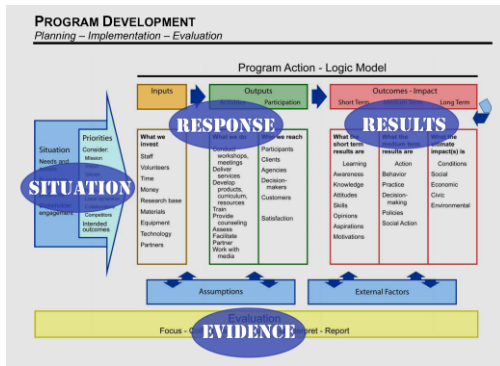 PROGRAM DEVELOPMENT
Planning – Implementation – Evaluation
Program Action - Logic Model
Inputs
Outputs
Outcomes - Impact
Participation
Short Term
Long Term
Situation
Needs and
engagement
SITUATION
Priorities
Consider:
Mission
Competitors
Intended
outcomes
RESPONSE
RESULTS
What we
invest
Staff
Volunteers
Time
Money
Research base
Materials
Equipment
Technology
Partners
What we do
Conduct
workshops,
meetings
Deliver
services
Develop
products,
curriculum,
resources
Train
Provide
counseling
Assess
Facilitate
Partner
Work with
media
we reach
Participants
Clients
Agencies
Decision-
makers
Customers
Satisfaction
What the
short term
results are
Learning
Awareness
Knowledge
Attitudes
Skills
Opinions
Aspirations
Motivations
results are
Action
Behavior
Practice
Decision-
making
Policies
Social Action
What the
ultimate
impact(s) is
Conditions
Social
Economic
Civic
Environmental
Assumptions
External Factors
Evaluation
Focus - Interpret - Report
EVIDENCE